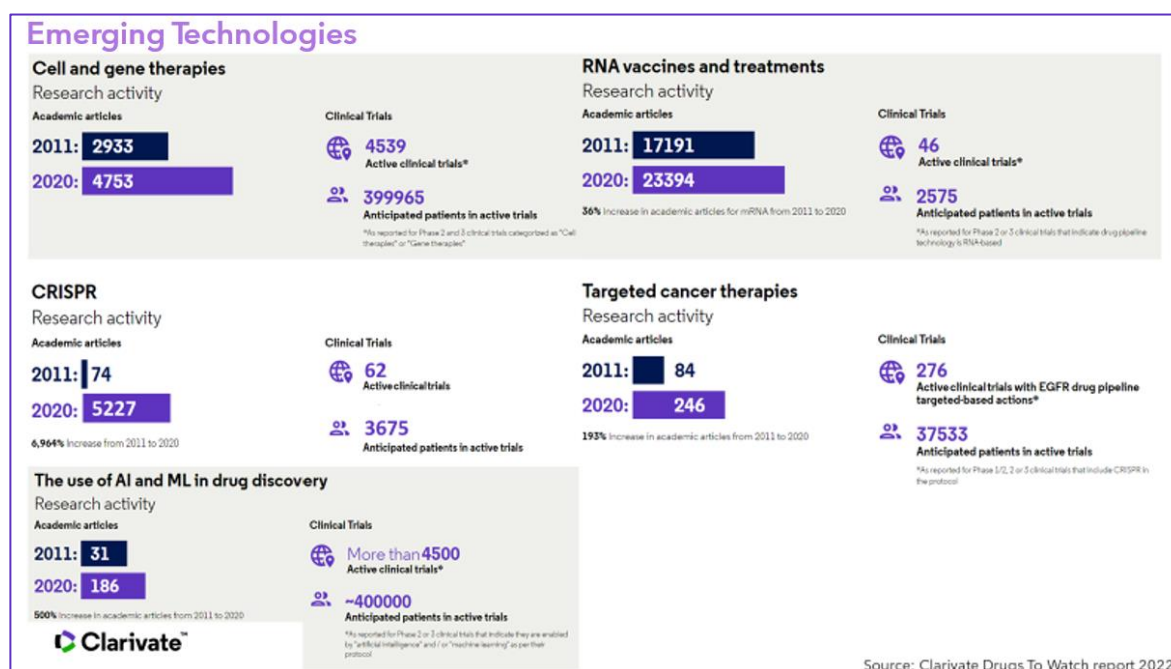 Emerging Technologies
Cell and gene therapies
Research activity
Academic articles
2011: 2933
2020: 4753
Clinical Trials
4539
Active clinical trials*
399965
Anticipated patients in active trials
*As reported for Phase 2 and 3 clinical trials categorized as "Cell
therapies" or "Gene therapies"
RNA vaccines and treatments
Research activity
Academic articles
2011: 17191
2020: 23394
36% Increase in academic articles for mRNA from 2011 to 2020
Clinical Trials
46
Active clinical trials*
2575
Anticipated patients in active trials
*As reported for Phase 2 or 3 clinical trials that indicate drug pipeline
technology is RNA-based
CRISPR
Research activity
Academic articles
2011: 74
2020: 5227
6,964% Increase from 2011 to 2020
Clinical Trials
62
Active clinical trials
3675
Anticipated patients in active trials
Targeted cancer therapies
Research activity
Academic articles
2011: 84
2020: 246
193% Increase in academic articles from 2011 to 2020
Clinical Trials
276
Active clinical trials with EGFR drug pipeline
targeted-based actions*
37533
Anticipated patients in active trials
*As reported for Phase 1/2, 2 or 3 clinical trials that include CRISPR in
the protocol
The use of AI and ML in drug discovery
Research activity
Academic articles
2011: 31
2020: 186
500% Increase in academic articles from 2011 to 2020
Clinical Trials
More than 4500
Active clinical trials*
~400000
Anticipated patients in active trials
*As reported for Phase 2 or 3 clinical trials that indicate they are enabled
by "artificial intelligence" and / or "machine learning" as per their
protocol
Clarivate™
Source: Clarivate Drugs To Watch report 2022